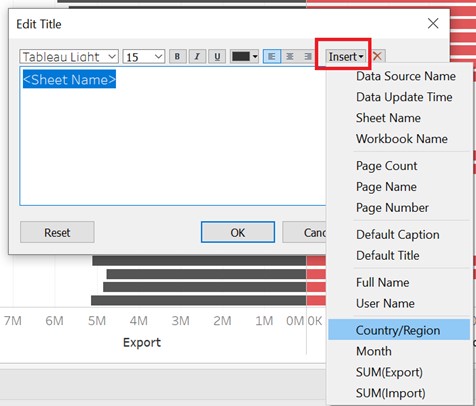 Edit Title
Tableau Light 15 B I U Insert
<Sheet Name>
Data Source Name
Data Update Time
Sheet Name
Workbook Name
Page Count
Page Name
Page Number
Default Caption
Default Title
Full Name
User Name
Country/Region
Month
SUM(Export)
SUM(Import)
Reset OK Canc
7M 6M 5M 4M 3M 2M 1M 0M 0K
Export